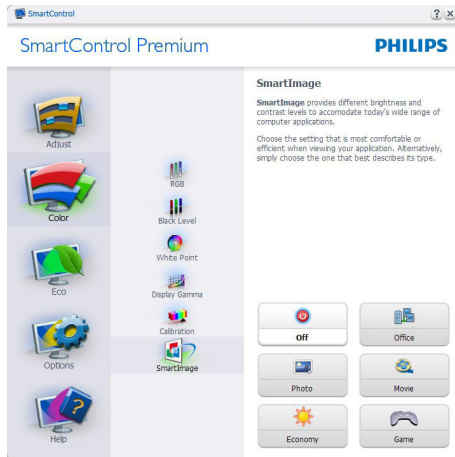 SmartControl
SmartControl Premium
PHILIPS
Adjust
Color
Eco
Options
Help
RGB
Black Level
White Point
Display Gamma
Calibration
SmartImage
SmartImage
SmartImage provides different brightness and
contrast levels to accomodate today's wide range of
computer applications.
Choose the setting that is most comfortable or
efficient when viewing your application. Alternatively,
simply choose the one that best describes its type.
Off
Office
Photo
Movie
Economy
Game